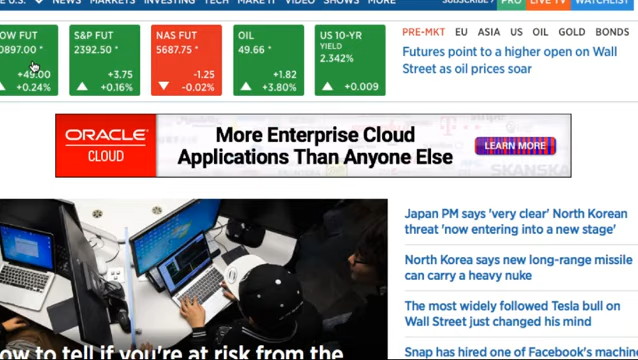 NEWS MARKETS INVESTING TECH MAKE IT VIDEO SHOWS MORE SUBSCRIBE PRO LIVE TV WATCHLIST
OW FUT
0897.00 *
+49.00
+0.24%
S&P FUT
2392.50 *
+3.75
+0.16%
NAS FUT
5687.75 *
-1.25
-0.02%
OIL
49.66 *
+1.82
+3.80%
US 10-YR
YIELD
2.342%
+0.009
PRE-MKT EU ASIA US OIL GOLD BONDS
Futures point to a higher open on Wall
Street as oil prices soar
ORACLE
CLOUD
More Enterprise Cloud
Applications Than Anyone Else
LEARN MORE
SKANSKA
Japan PM says 'very clear' North Korean
threat 'now entering into a new stage'
North Korea says new long-range missile
can carry a heavy nuke
The most widely followed Tesla bull on
Wall Street just changed his mind
Snap has hired one of Facebook's machin
ow to tell if you're at risk from the